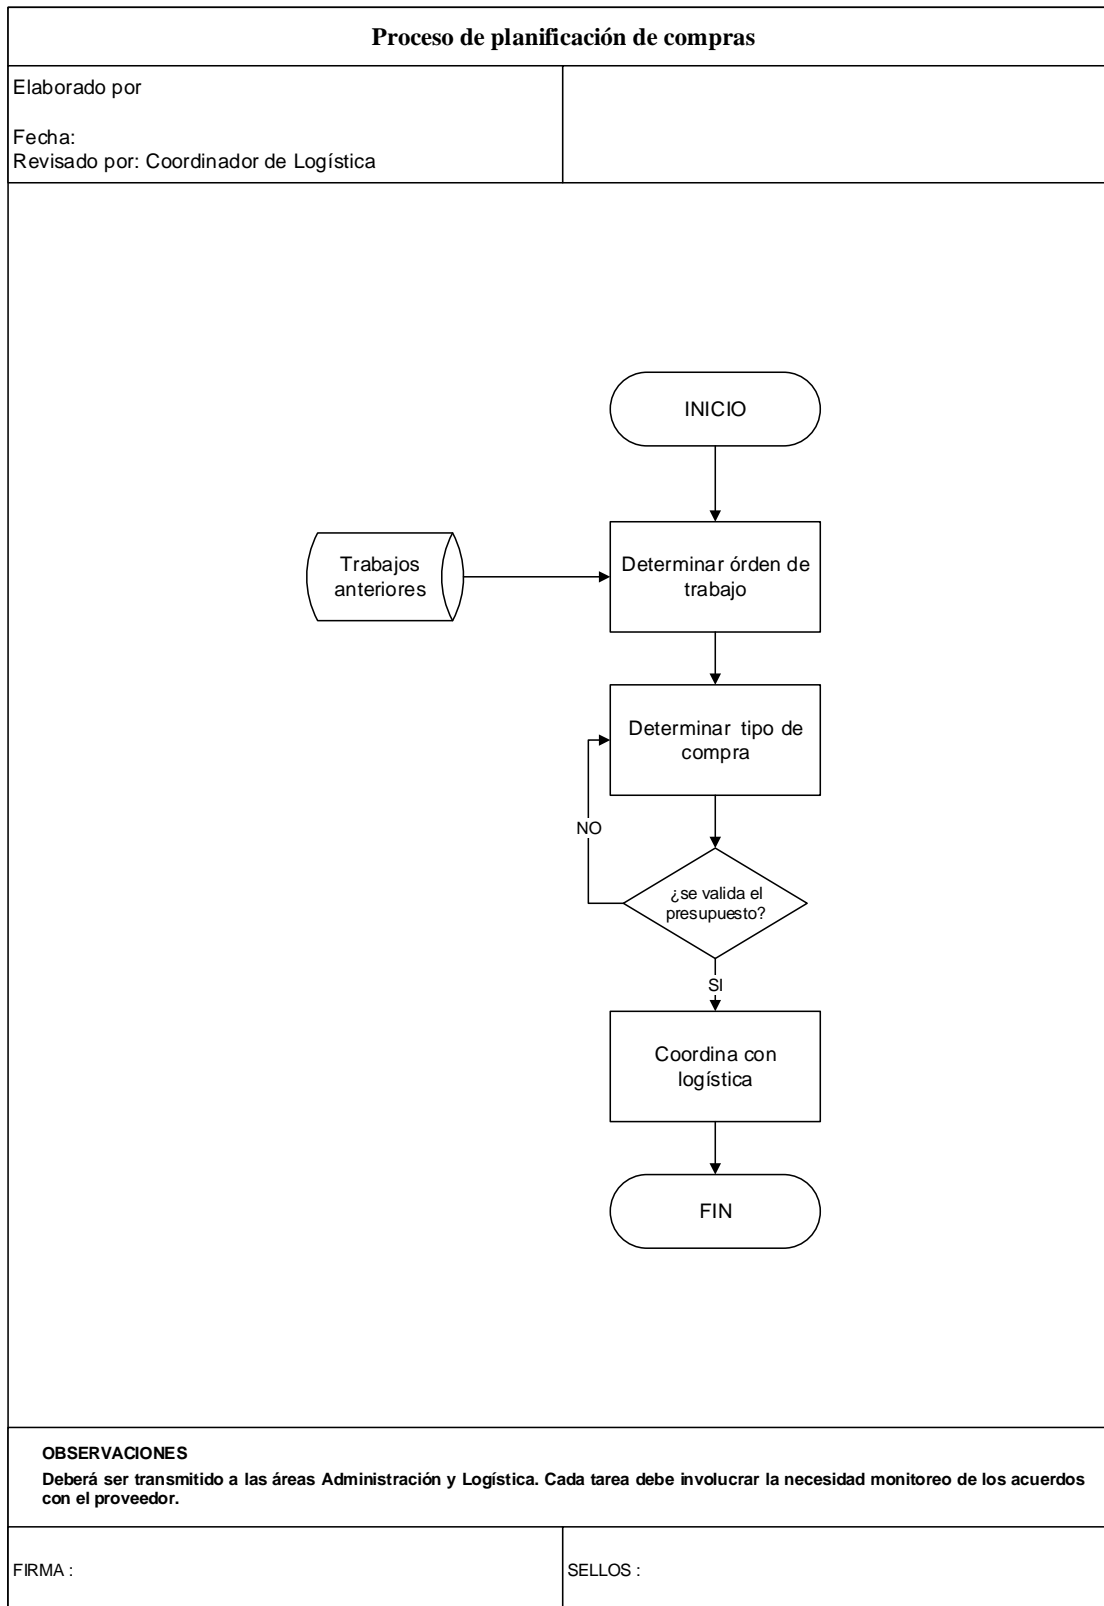 Proceso de planificación de compras
Elaborado por
Fecha:
Revisado por: Coordinador de Logística
INICIO
Trabajos
anteriores
Determinar órden de
trabajo
Determinar tipo de
compra
NO
¿se valida el
presupuesto?
SI
Coordina con
logística
FIN
OBSERVACIONES
Deberá ser transmitido a las áreas Administración y Logística. Cada tarea debe involucrar la necesidad monitoreo de los acuerdos
con el proveedor.
FIRMA :
SELLOS :